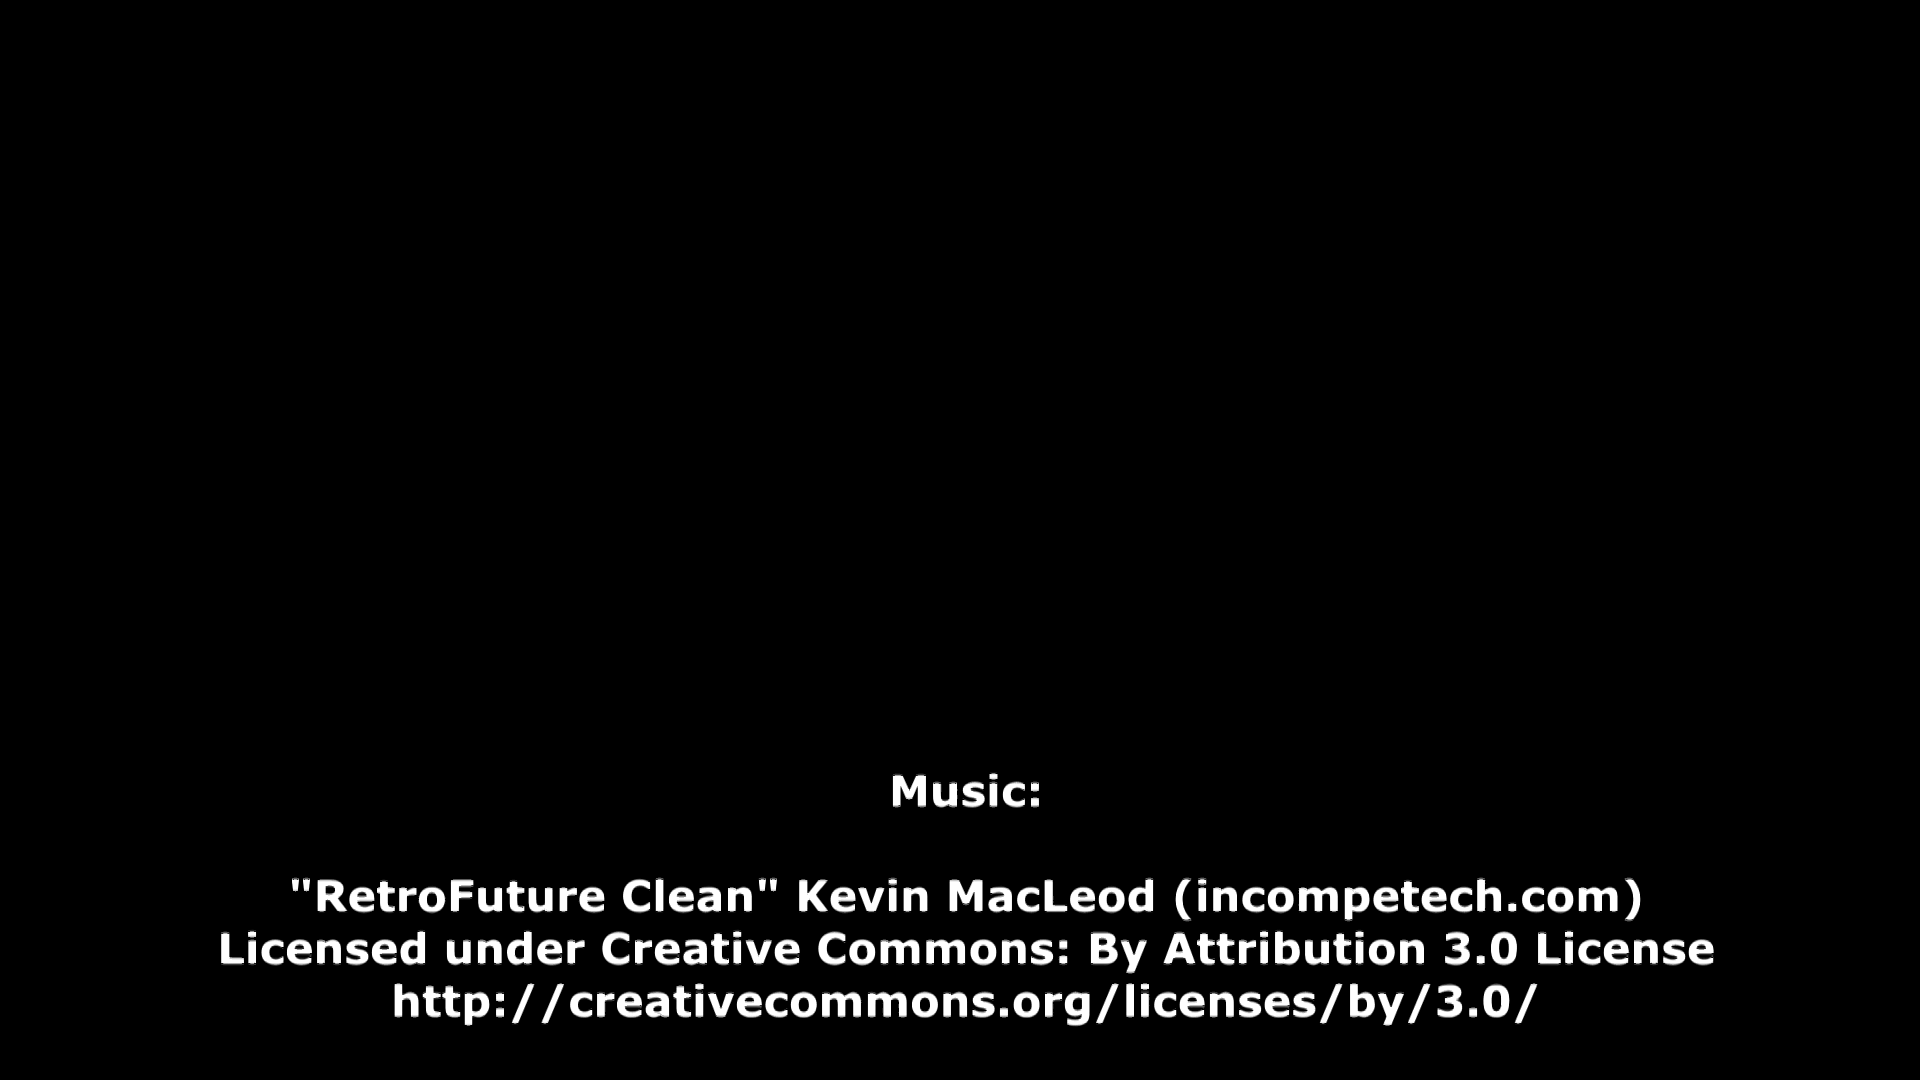 Music:
"RetroFuture Clean" Kevin MacLeod (incompetech.com)
Licensed under Creative Commons: By Attribution 3.0 License
http://creativecommons.org/licenses/by/3.0/